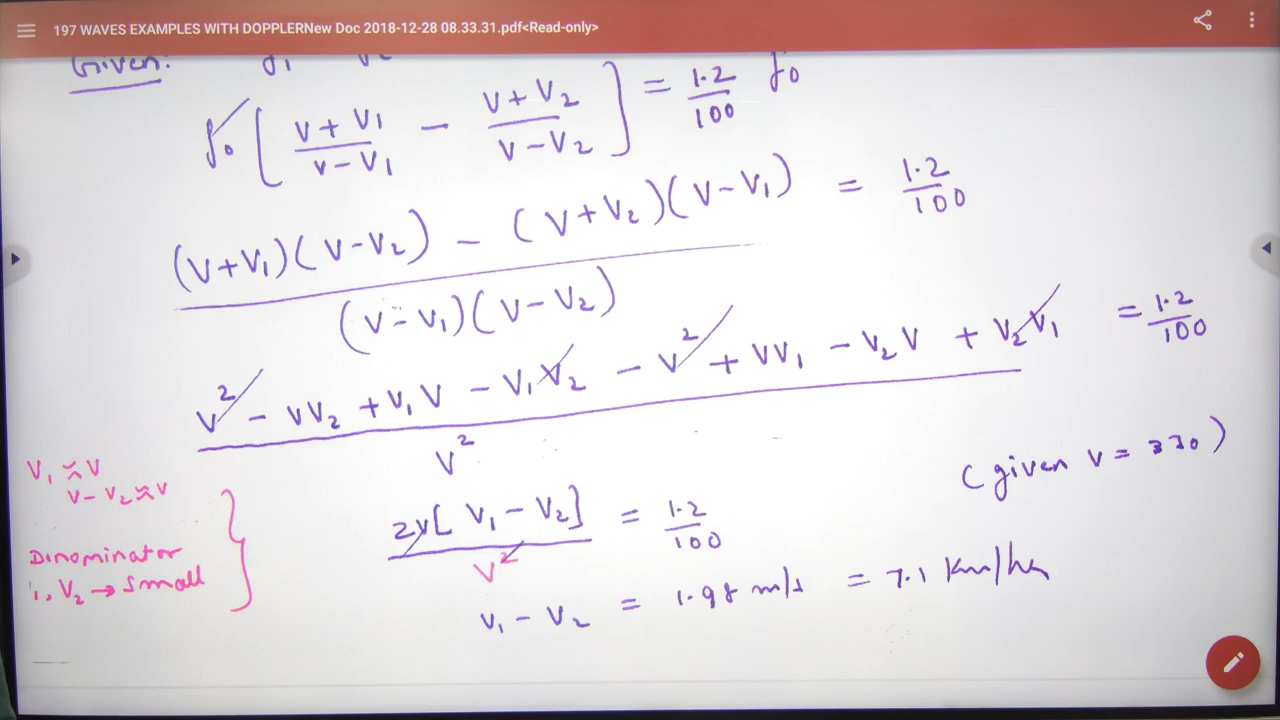 197 WAVES EXAMPLES WITH DOPPLERNew Doc 2018-12-28 08.33.31.pdf<Read-only>
Given:
f0 [ (V + V1)/(V - V1) - (V + V2)/(V - V2) ] = 1.2/100 f0
((V+V1)(V-V2) - (V+V2)(V-V1))/((V-V1)(V-V2)) = 1.2/100
(V² - VV2 + V1V - V1V2 - V² + VV1 - V2V + V2V1)/V² = 1.2/100
(given V = 330)
V1 ≈ V
V - V2 ≈ V
Dinominator
1, V2 → small
2V[V1 - V2]/V² = 1.2/100
V1 - V2 = 1.98 m/s = 7.1 Km/hr